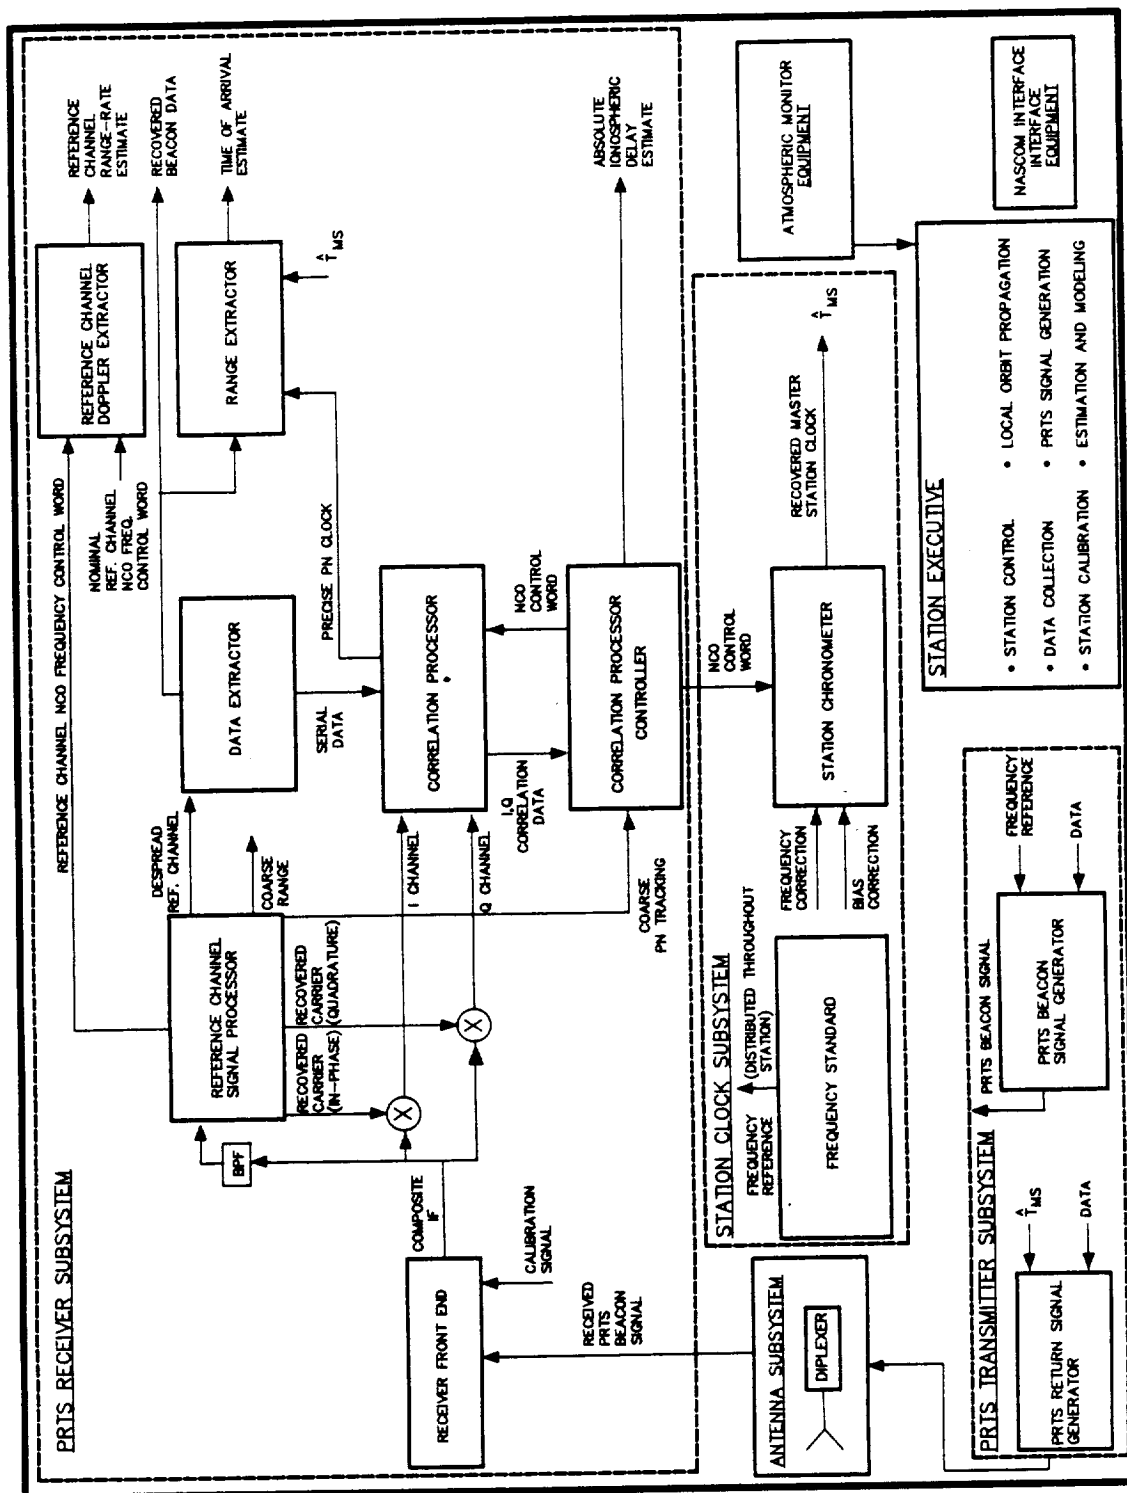 PRTS RECEIVER SUBSYSTEM
REFERENCE CHANNEL NCO FREQUENCY CONTROL WORD
NOMINAL
REF. CHANNEL
NCO FREQ.
CONTROL WORD
REFERENCE CHANNEL
DOPPLER EXTRACTOR
REFERENCE
CHANNEL
RANGE-RATE
ESTIMATE
RECOVERED
BEACON DATA
TIME OF ARRIVAL
ESTIMATE
RANGE EXTRACTOR
T̂MS
REFERENCE CHANNEL
SIGNAL PROCESSOR
DESPREAD
REF. CHANNEL
COARSE
RANGE
DATA EXTRACTOR
SERIAL
DATA
PRECISE PN CLOCK
BPF
RECOVERED
CARRIER
(IN-PHASE)
RECOVERED
CARRIER
(QUADRATURE)
X
X
I CHANNEL
Q CHANNEL
CORRELATION PROCESSOR
I,Q
CORRELATION
DATA
NCO
CONTROL
WORD
COARSE
PN TRACKING
CORRELATION PROCESSOR
CONTROLLER
ABSOLUTE
IONOSPHERIC
DELAY
ESTIMATE
COMPOSITE
IF
RECEIVER FRONT END
CALIBRATION
SIGNAL
RECEIVED
PRTS
BEACON
SIGNAL
STATION CLOCK SUBSYSTEM
FREQUENCY
REFERENCE
(DISTRIBUTED THROUGHOUT
STATION)
FREQUENCY STANDARD
FREQUENCY
CORRECTION
BIAS
CORRECTION
NCO
CONTROL
WORD
STATION CHRONOMETER
RECOVERED MASTER
STATION CLOCK
T̂MS
ANTENNA SUBSYSTEM
DIPLEXER
ATMOSPHERIC MONITOR
EQUIPMENT
PRTS TRANSMITTER SUBSYSTEM
T̂MS
DATA
PRTS RETURN SIGNAL
GENERATOR
PRTS BEACON SIGNAL
PRTS BEACON
SIGNAL GENERATOR
FREQUENCY
REFERENCE
DATA
STATION EXECUTIVE
• STATION CONTROL
• LOCAL ORBIT PROPAGATION
• DATA COLLECTION
• PRTS SIGNAL GENERATION
• STATION CALIBRATION
• ESTIMATION AND MODELING
NASCOM INTERFACE
INTERFACE
EQUIPMENT